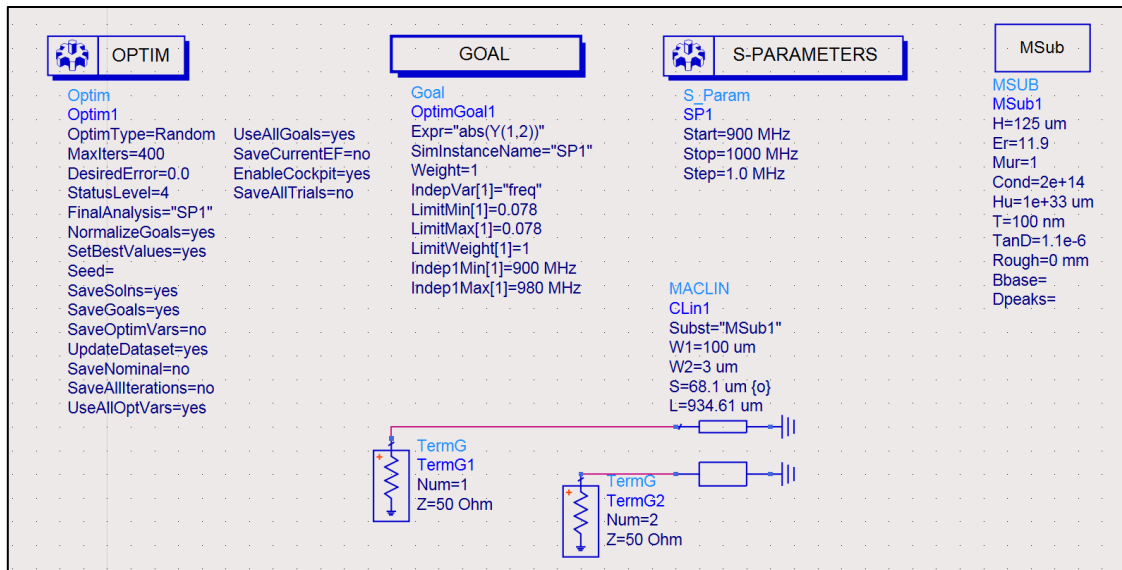 OPTIM
Optim
Optim1
OptimType=Random
MaxIters=400
DesiredError=0.0
StatusLevel=4
FinalAnalysis="SP1"
NormalizeGoals=yes
SetBestValues=yes
Seed=
SaveSolns=yes
SaveGoals=yes
SaveOptimVars=no
UpdateDataset=yes
SaveNominal=no
SaveAllIterations=no
UseAllOptVars=yes
UseAllGoals=yes
SaveCurrentEF=no
EnableCockpit=yes
SaveAllTrials=no
GOAL
Goal
OptimGoal1
Expr="abs(Y(1,2))"
SimInstanceName="SP1"
Weight=1
IndepVar[1]="freq"
LimitMin[1]=0.078
LimitMax[1]=0.078
LimitWeight[1]=1
Indep1Min[1]=900 MHz
Indep1Max[1]=980 MHz
S-PARAMETERS
S_Param
SP1
Start=900 MHz
Stop=1000 MHz
Step=1.0 MHz
MSub
MSUB
MSub1
H=125 um
Er=11.9
Mur=1
Cond=2e+14
Hu=1e+33 um
T=100 nm
TanD=1.1e-6
Rough=0 mm
Bbase=
Dpeaks=
MACLIN
CLin1
Subst="MSub1"
W1=100 um
W2=3 um
S=68.1 um {o}
L=934.61 um
+
TermG
TermG1
Num=1
Z=50 Ohm
+
TermG
TermG2
Num=2
Z=50 Ohm